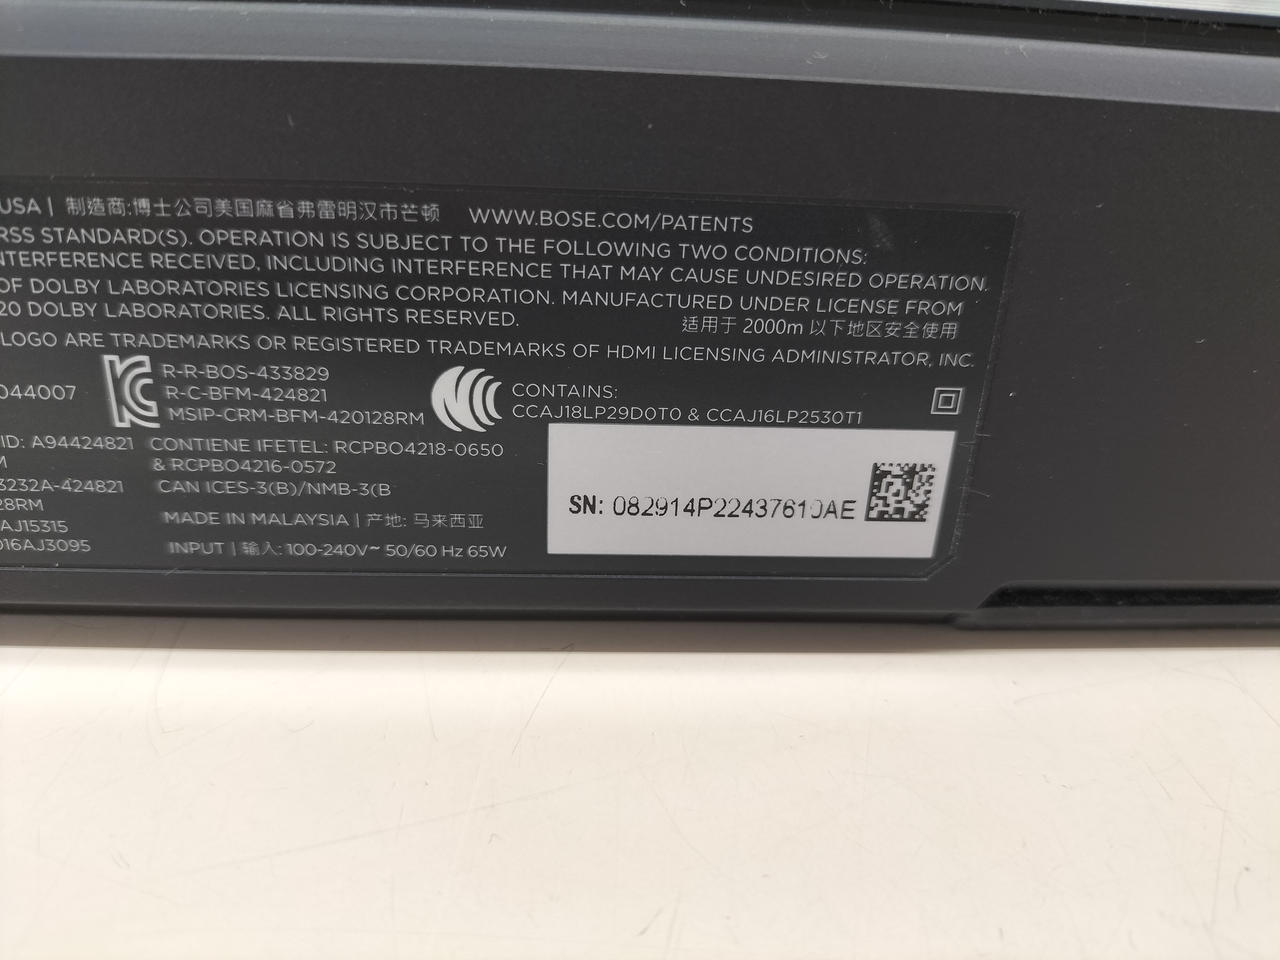 USA | 制造商:博士公司美国麻省弗雷明汉市芒顿 WWW.BOSE.COM/PATENTS
RSS STANDARD(S). OPERATION IS SUBJECT TO THE FOLLOWING TWO CONDITIONS:
NTERFERENCE RECEIVED, INCLUDING INTERFERENCE THAT MAY CAUSE UNDESIRED OPERATION.
OF DOLBY LABORATORIES LICENSING CORPORATION. MANUFACTURED UNDER LICENSE FROM
20 DOLBY LABORATORIES. ALL RIGHTS RESERVED.
适用于 2000m 以下地区安全使用
LOGO ARE TRADEMARKS OR REGISTERED TRADEMARKS OF HDMI LICENSING ADMINISTRATOR, INC.
044007
R-R-BOS-433829
R-C-BFM-424821
MSIP-CRM-BFM-420128RM
CONTAINS:
CCAJ18LP29D0T0 & CCAJ16LP2530T1
ID: A94424821
M
3232A-424821
28RM
AJ15315
016AJ3095
CONTIENE IFETEL: RCPBO4218-0650
& RCPBO4216-0572
CAN ICES-3(B)/NMB-3(B
MADE IN MALAYSIA | 产地: 马来西亚
INPUT | 输入: 100-240V~ 50/60 Hz 65W
SN: 082914P22437610AE